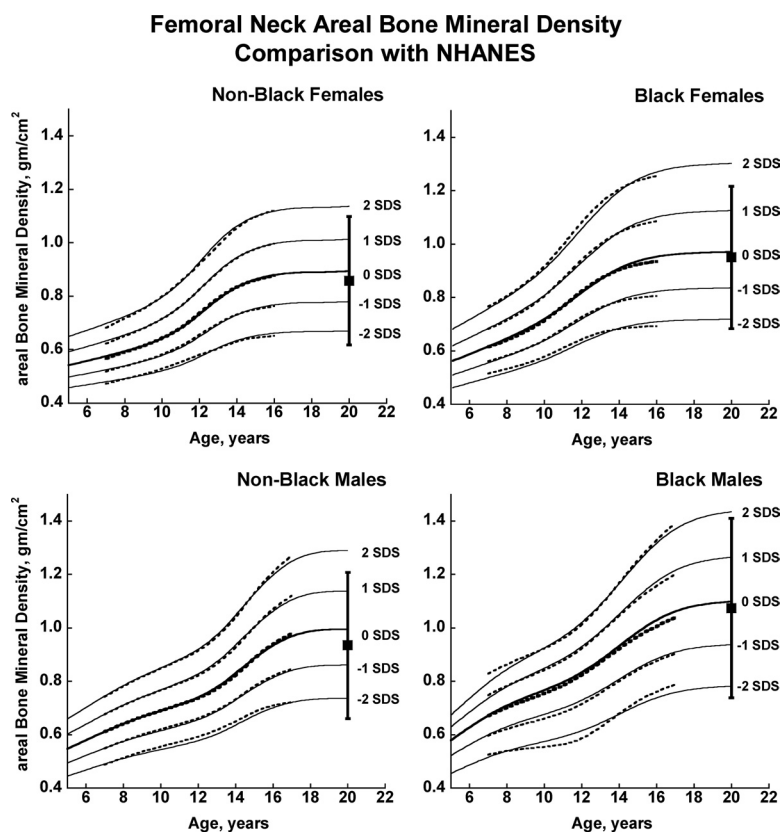 Femoral Neck Areal Bone Mineral Density
Comparison with NHANES
Non-Black Females
areal Bone Mineral Density, gm/cm²
1.4
1.2
1.0
0.8
0.6
0.4
2 SDS
1 SDS
0 SDS
-1 SDS
-2 SDS
6 8 10 12 14 16 18 20 22
Age, years
Black Females
1.4
1.2
1.0
0.8
0.6
0.4
2 SDS
1 SDS
0 SDS
-1 SDS
-2 SDS
6 8 10 12 14 16 18 20 22
Age, years
Non-Black Males
areal Bone Mineral Density, gm/cm²
1.4
1.2
1.0
0.8
0.6
0.4
2 SDS
1 SDS
0 SDS
-1 SDS
-2 SDS
6 8 10 12 14 16 18 20 22
Age, years
Black Males
1.4
1.2
1.0
0.8
0.6
0.4
2 SDS
1 SDS
0 SDS
-1 SDS
-2 SDS
6 8 10 12 14 16 18 20 22
Age, years